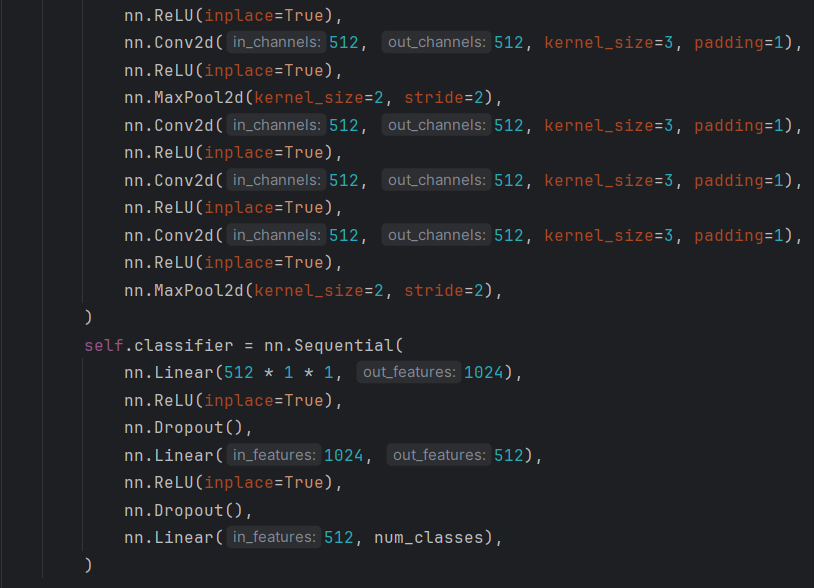 nn.ReLU(inplace=True),
nn.Conv2d( in_channels: 512, out_channels: 512, kernel_size=3, padding=1),
nn.ReLU(inplace=True),
nn.MaxPool2d(kernel_size=2, stride=2),
nn.Conv2d( in_channels: 512, out_channels: 512, kernel_size=3, padding=1),
nn.ReLU(inplace=True),
nn.Conv2d( in_channels: 512, out_channels: 512, kernel_size=3, padding=1),
nn.ReLU(inplace=True),
nn.Conv2d( in_channels: 512, out_channels: 512, kernel_size=3, padding=1),
nn.ReLU(inplace=True),
nn.MaxPool2d(kernel_size=2, stride=2),
)
self.classifier = nn.Sequential(
nn.Linear(512 * 1 * 1, out_features: 1024),
nn.ReLU(inplace=True),
nn.Dropout(),
nn.Linear( in_features: 1024, out_features: 512),
nn.ReLU(inplace=True),
nn.Dropout(),
nn.Linear( in_features: 512, num_classes),
)